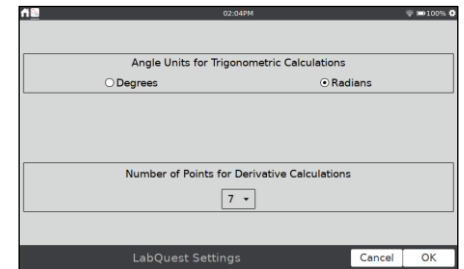 02:04PM 100%
Angle Units for Trigonometric Calculations
Degrees Radians
Number of Points for Derivative Calculations
7
LabQuest Settings Cancel OK